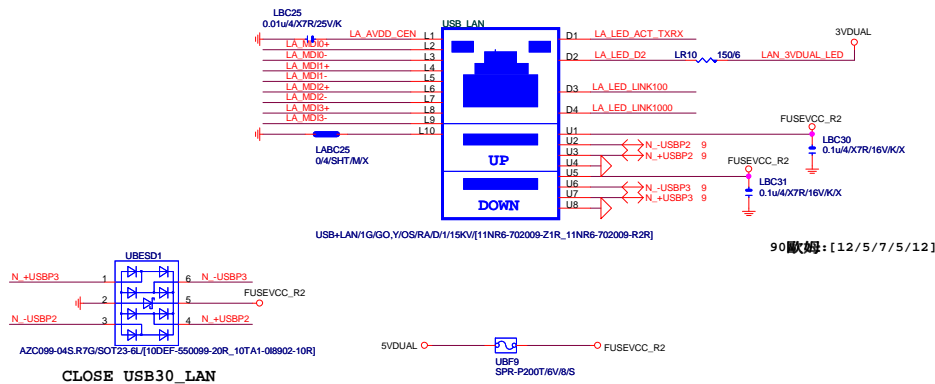 LBC25
0.01u/4/X7R/25V/K
LA_AVDD_CEN
LA_MDI0+
LA_MDI0-
LA_MDI1+
LA_MDI1-
LA_MDI2+
LA_MDI2-
LA_MDI3+
LA_MDI3-
L1
L2
L3
L4
L5
L6
L7
L8
L9
L10
LABC25
0/4/SHT/M/X
USB_LAN
UP
DOWN
D1
D2
D3
D4
U1
U2
U3
U4
U5
U6
U7
U8
LA_LED_ACT_TXRX
LA_LED_D2
LR10
150/6
LAN_3VDUAL_LED
3VDUAL
LA_LED_LINK100
LA_LED_LINK1000
FUSEVCC_R2
N_-USBP2 9
N_+USBP2 9
LBC30
0.1u/4/X7R/16V/K/X
FUSEVCC_R2
N_-USBP3 9
N_+USBP3 9
LBC31
0.1u/4/X7R/16V/K/X
USB+LAN/1G/GO,Y/OS/RA/D/1/15KV/[11NR6-702009-Z1R_11NR6-702009-R2R]
90歐姆:[12/5/7/5/12]
UBESD1
N_+USBP3
1
6
N_-USBP3
2
5
FUSEVCC_R2
N_-USBP2
3
4
N_+USBP2
AZC099-04S.R7G/SOT23-6L/[10DEF-550099-20R_10TA1-0I8902-10R]
CLOSE USB30_LAN
5VDUAL
FUSEVCC_R2
UBF9
SPR-P200T/6V/8/S